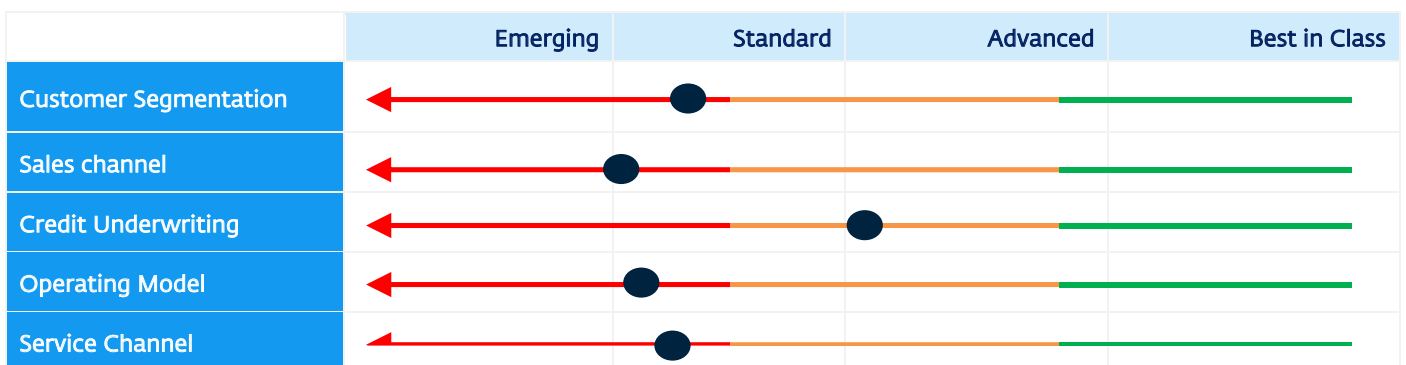 Emerging Standard Advanced Best in Class
Customer Segmentation
Sales channel
Credit Underwriting
Operating Model
Service Channel